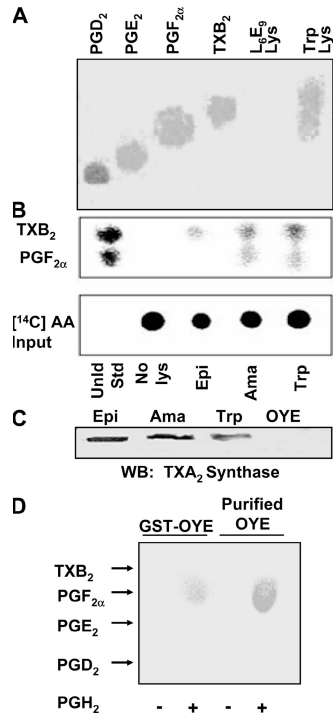 A
PGD2
PGE2
PGF2α
TXB2
L6E9 Lys
Trp Lys
B
TXB2
PGF2α
[14C] AA
Input
Unld Std
No lys
Epi
Ama
Trp
C
Epi Ama Trp OYE
WB: TXA2 Synthase
D
Purified
GST-OYE OYE
TXB2
PGF2α
PGE2
PGD2
PGH2 - + - +